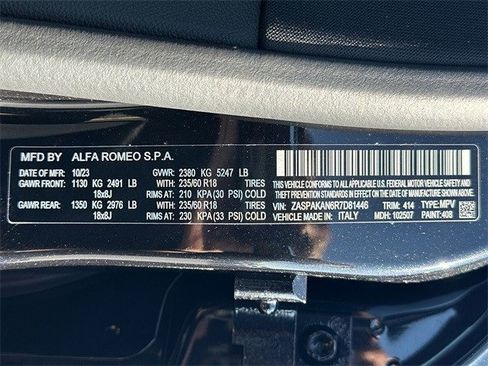 MFD BY ALFA ROMEO S.P.A.
DATE OF MFD: 10/23 GVWR: 2380 KG 5247 LB
GAWR FRONT: 1130 KG 2491 LB WITH: 235/60 R18 TIRES
18x8J RIMS AT: 210 KPA (30 PSI) COLD
GAWR REAR: 1350 KG 2976 LB WITH: 235/60 R18 TIRES
18x8J RIMS AT: 230 KPA (33 PSI) COLD
THIS VEHICLE CONFORMS TO ALL APPLICABLE
FEDERAL MOTOR VEHICLE SAFETY, BUMPER, AND
THEFT PREVENTION STANDARDS IN EFFECT ON THE DATE OF
MANUFACTURE SHOWN ABOVE.
VIN: ZASPAKAN6R7D61446 TRIM: 414 TYPE: MPV
VEHICLE MADE IN: ITALY MDH: 102507 PAINT: 408